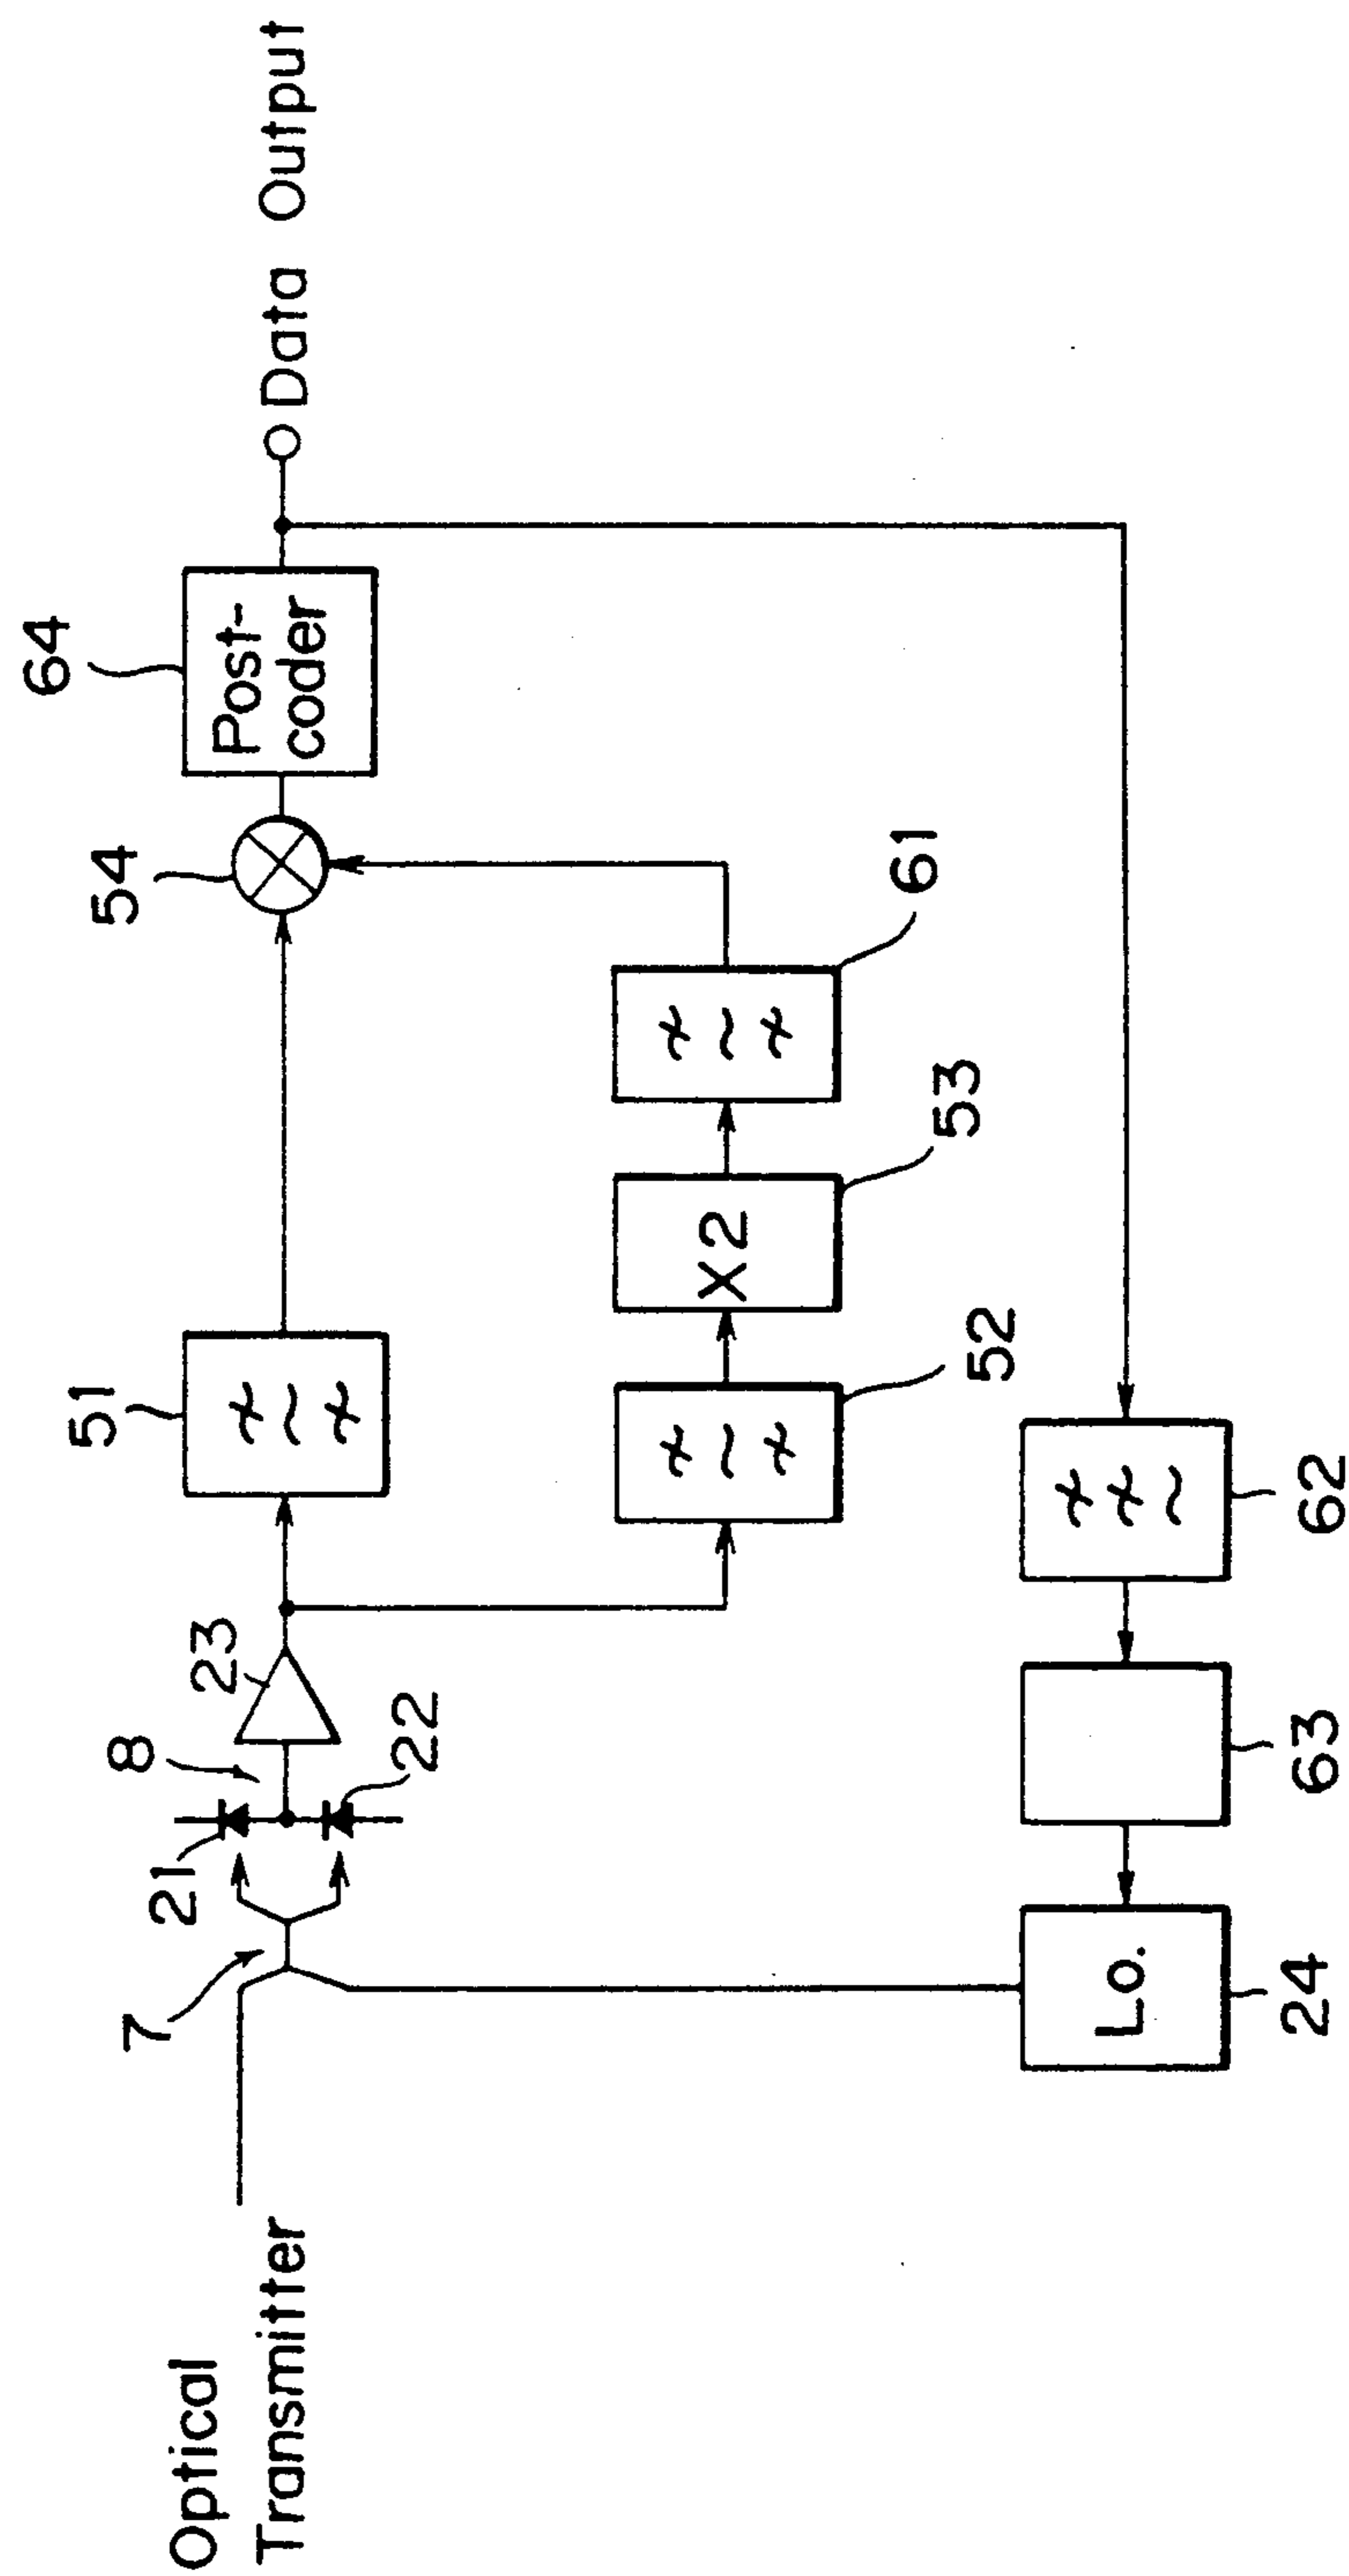 Optical
Transmitter
7
21
8
22
23
51
52
X2
53
61
54
Post-
coder
64
Data Output
Lo.
24
63
62